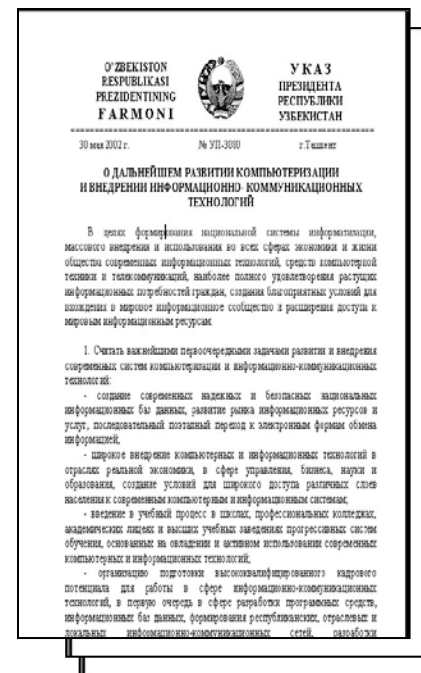 O'ZBEKISTON
RESPUBLIKASI
PREZIDENTINING
FARMONI
УКАЗ
ПРЕЗИДЕНТА
РЕСПУБЛИКИ
УЗБЕКИСТАН
30 мая 2002 г. № УП-3080 г.Ташкент
О ДАЛЬНЕЙШЕМ РАЗВИТИИ КОМПЬЮТЕРИЗАЦИИ
И ВНЕДРЕНИИ ИНФОРМАЦИОННО- КОММУНИКАЦИОННЫХ
ТЕХНОЛОГИЙ
В целях формирования национальной системы информатизации,
массового внедрения и использования во всех сферах экономики и жизни
общества современных информационных технологий, средств компьютерной
техники и телекоммуникаций, наиболее полного удовлетворения растущих
информационных потребностей граждан, создания благоприятных условий для
вхождения в мировое информационное сообщество и расширения доступа к
мировым информационным ресурсам:
1. Считать важнейшими первоочередными задачами развития и внедрения
современных систем компьютеризации и информационно-коммуникационных
технологий:
- создание современных надежных и безопасных национальных
информационных баз данных, развитие рынка информационных ресурсов и
услуг, последовательный поэтапный переход к электронным формам обмена
информацией;
- широкое внедрение компьютерных и информационных технологий в
отраслях реальной экономики, в сфере управления, бизнеса, науки и
образования, создание условий для широкого доступа различных слоев
населения к современным компьютерным и информационным системам;
- введение в учебный процесс в школах, профессиональных колледжах,
академических лицеях и высших учебных заведениях прогрессивных систем
обучения, основанных на овладении и активном использовании современных
компьютерных и информационных технологий;
- организацию подготовки высококвалифицированного кадрового
потенциала для работы в сфере информационно-коммуникационных
технологий, в первую очередь в сфере разработки программных средств,
информационных баз данных, формирования республиканских, отраслевых и
локальных информационно-коммуникационных сетей, разработки